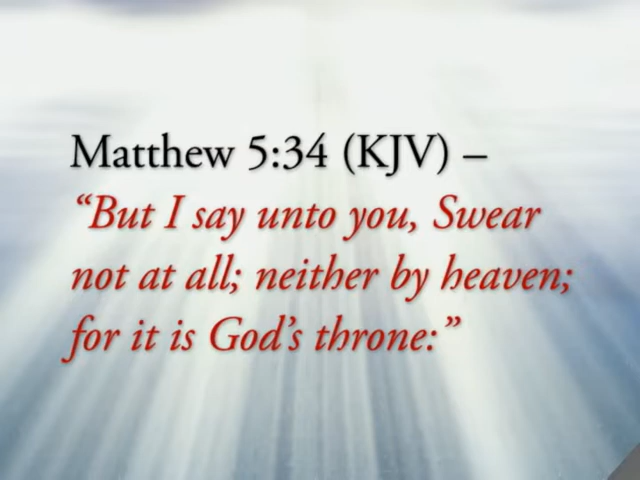 Matthew 5:34 (KJV) –
“But I say unto you, Swear
not at all; neither by heaven;
for it is God’s throne:”